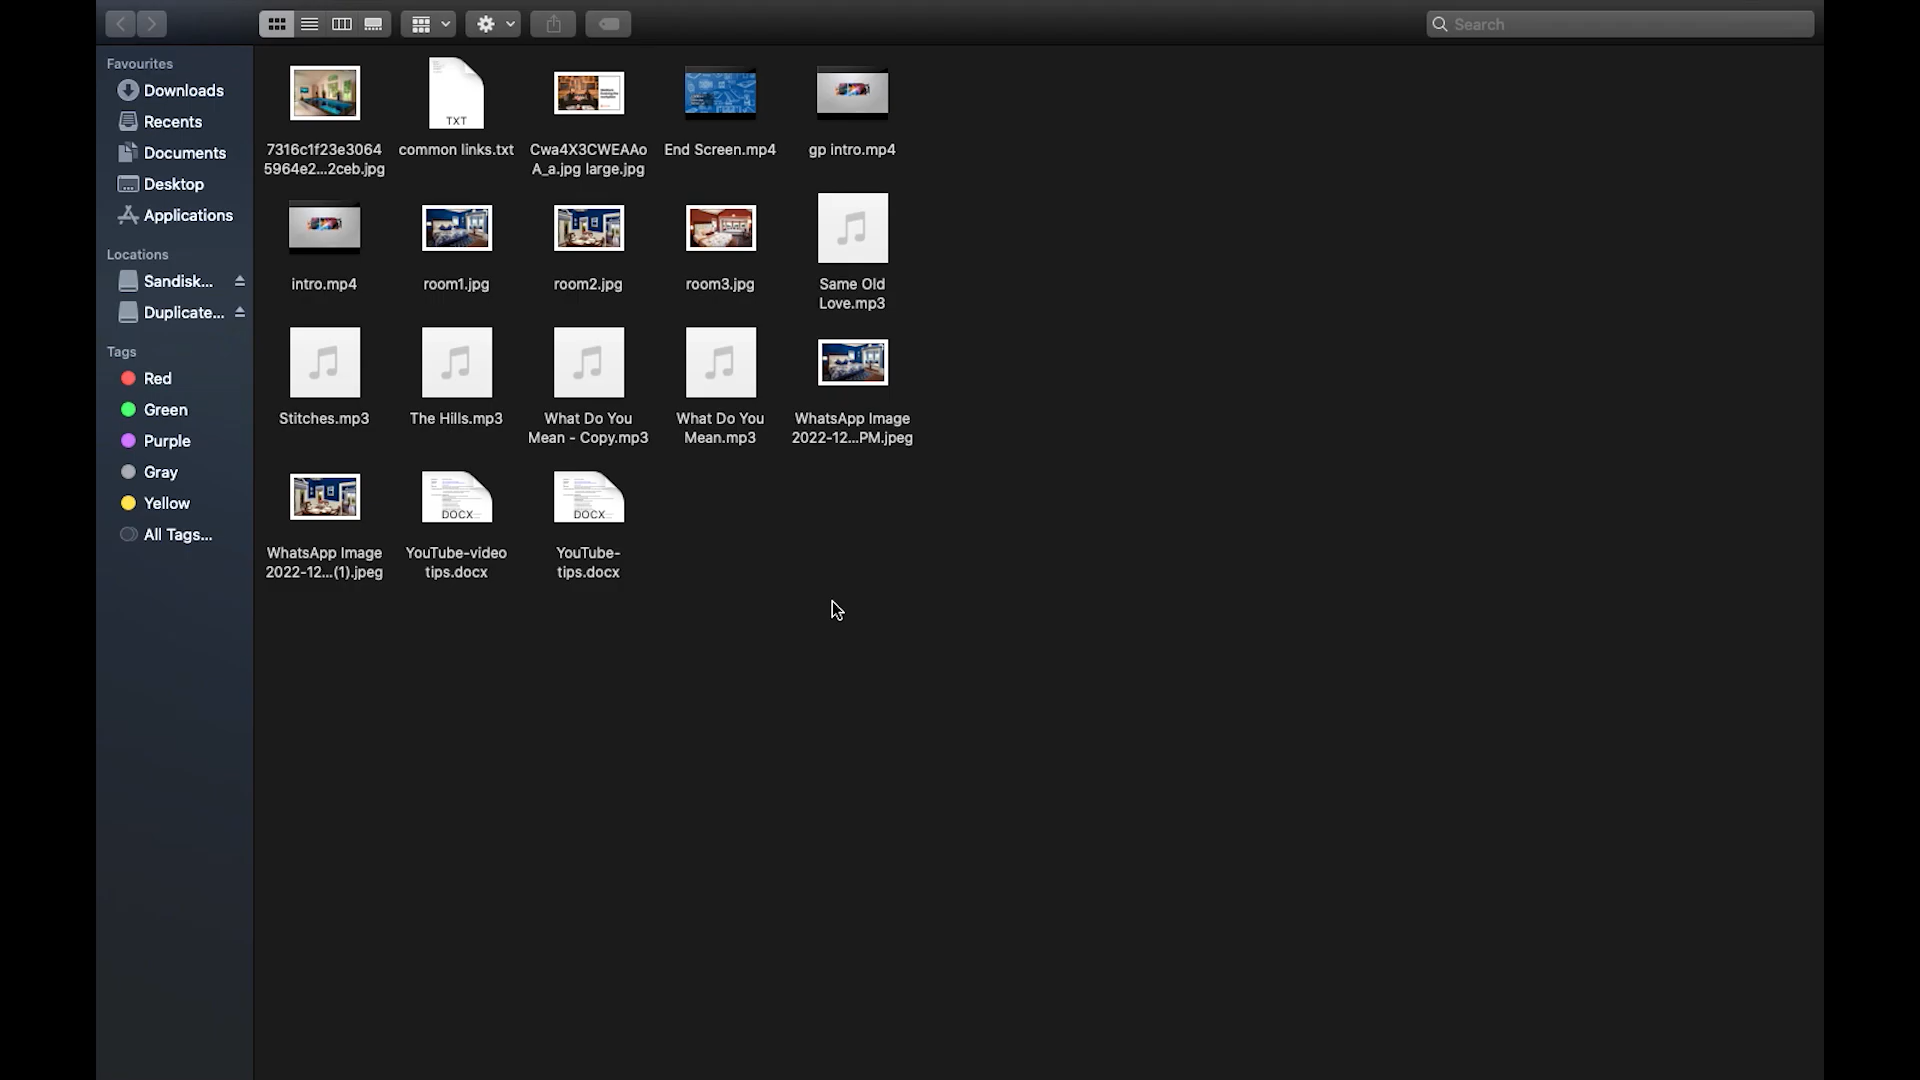 Search
Favourites
Downloads
Recents
Documents
Desktop
Applications
Locations
Sandisk...
Duplicate...
Tags
Red
Green
Purple
Gray
Yellow
All Tags...
TXT
7316c1f23e3064
5964e2...2ceb.jpg
common links.txt
Cwa4X3CWEAAo
A_a.jpg large.jpg
End Screen.mp4
gp intro.mp4
intro.mp4
room1.jpg
room2.jpg
room3.jpg
Same Old
Love.mp3
Stitches.mp3
The Hills.mp3
What Do You
Mean - Copy.mp3
What Do You
Mean.mp3
WhatsApp Image
2022-12...PM.jpeg
WhatsApp Image
2022-12...(1).jpeg
DOCX
YouTube-video
tips.docx
DOCX
YouTube-
tips.docx